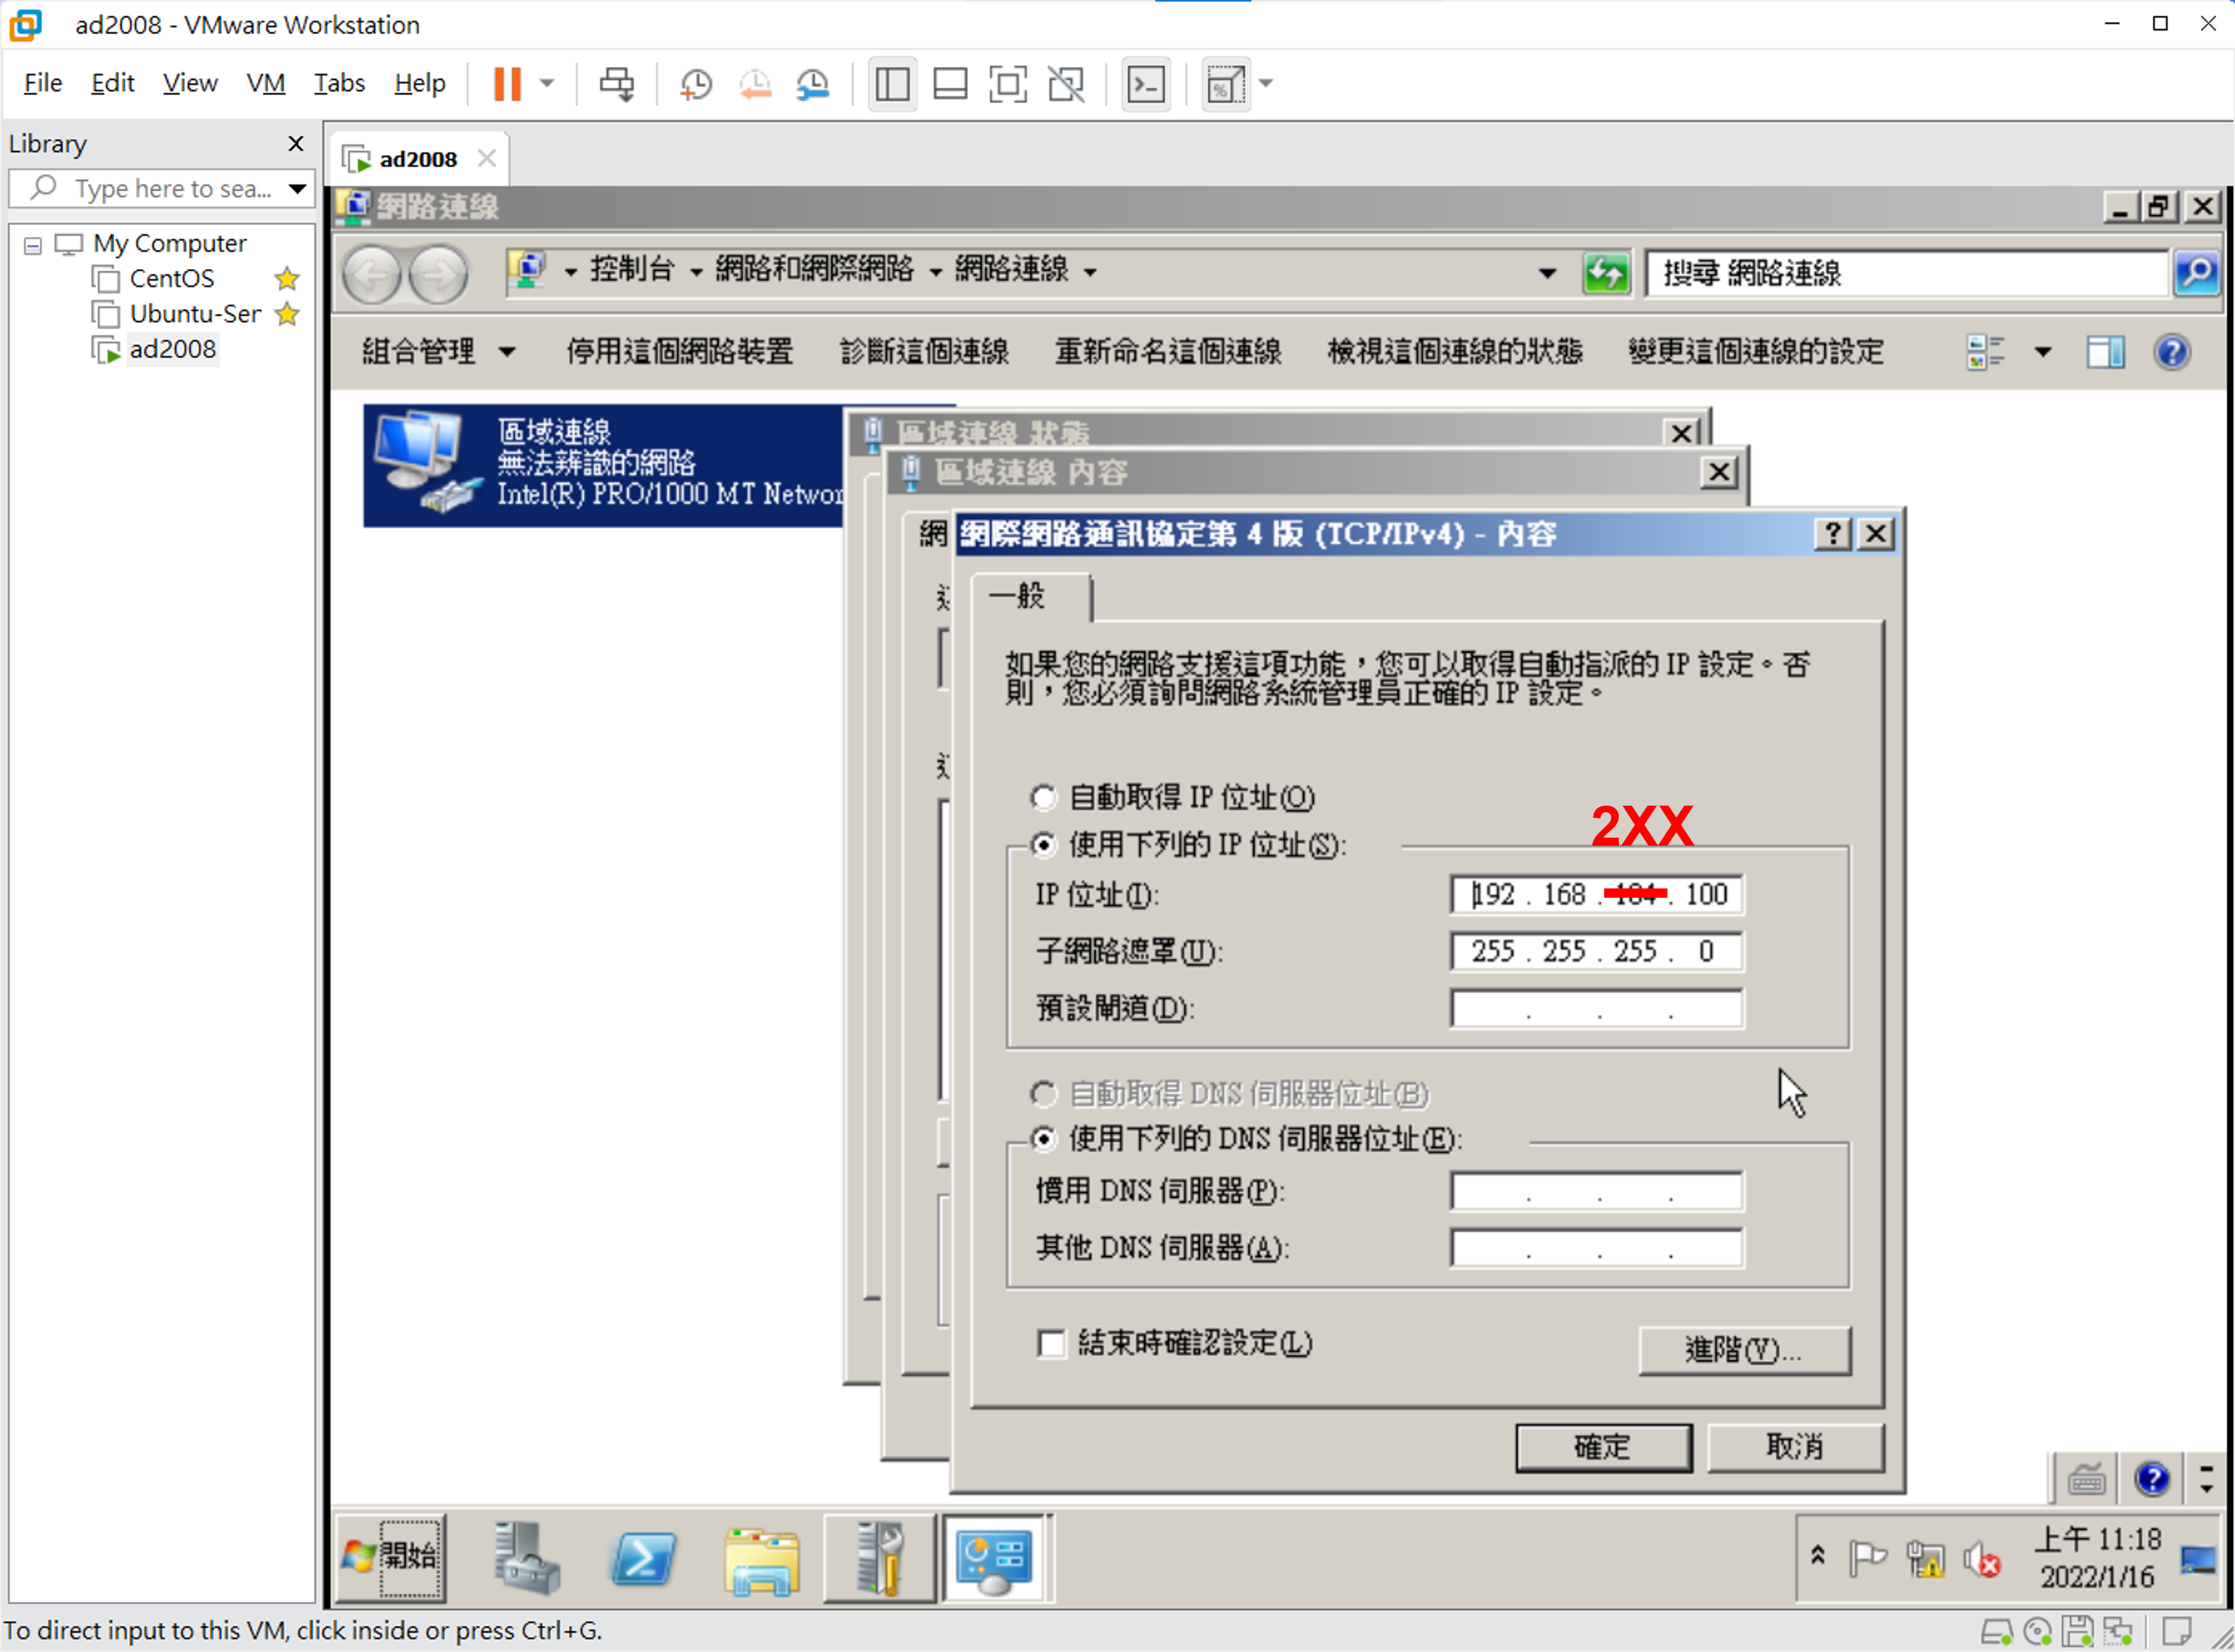 ad2008 - VMware Workstation
File Edit View VM Tabs Help
Library
Type here to sea...
My Computer
CentOS
Ubuntu-Ser
ad2008
ad2008
網路連線
控制台 網路和網際網路 網路連線
搜尋 網路連線
組合管理 停用這個網路裝置 診斷這個連線 重新命名這個連線 檢視這個連線的狀態 變更這個連線的設定
區域連線
無法辨識的網路
Intel(R) PRO/1000 MT Networ
區域連線 狀態
區域連線 內容
網
網際網路通訊協定第 4 版 (TCP/IPv4) - 內容
一般
如果您的網路支援這項功能，您可以取得自動指派的 IP 設定。否
則，您必須詢問網路系統管理員正確的 IP 設定。
自動取得 IP 位址(O)
2XX
使用下列的 IP 位址(S):
IP 位址(I): 192 . 168 . 184 . 100
子網路遮罩(U): 255 . 255 . 255 . 0
預設閘道(D): . . .
自動取得 DNS 伺服器位址(B)
使用下列的 DNS 伺服器位址(E):
慣用 DNS 伺服器(P): . . .
其他 DNS 伺服器(A): . . .
結束時確認設定(L)
進階(V)...
確定 取消
開始
上午 11:18
2022/1/16
To direct input to this VM, click inside or press Ctrl+G.